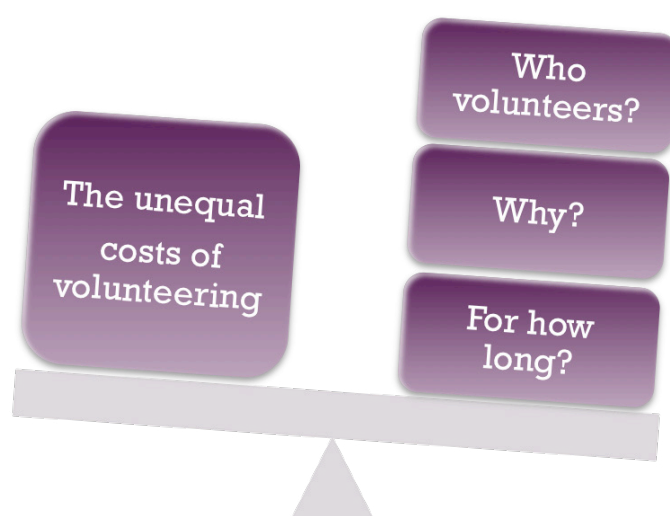 The unequal
costs of
volunteering
Who
volunteers?
Why?
For how
long?